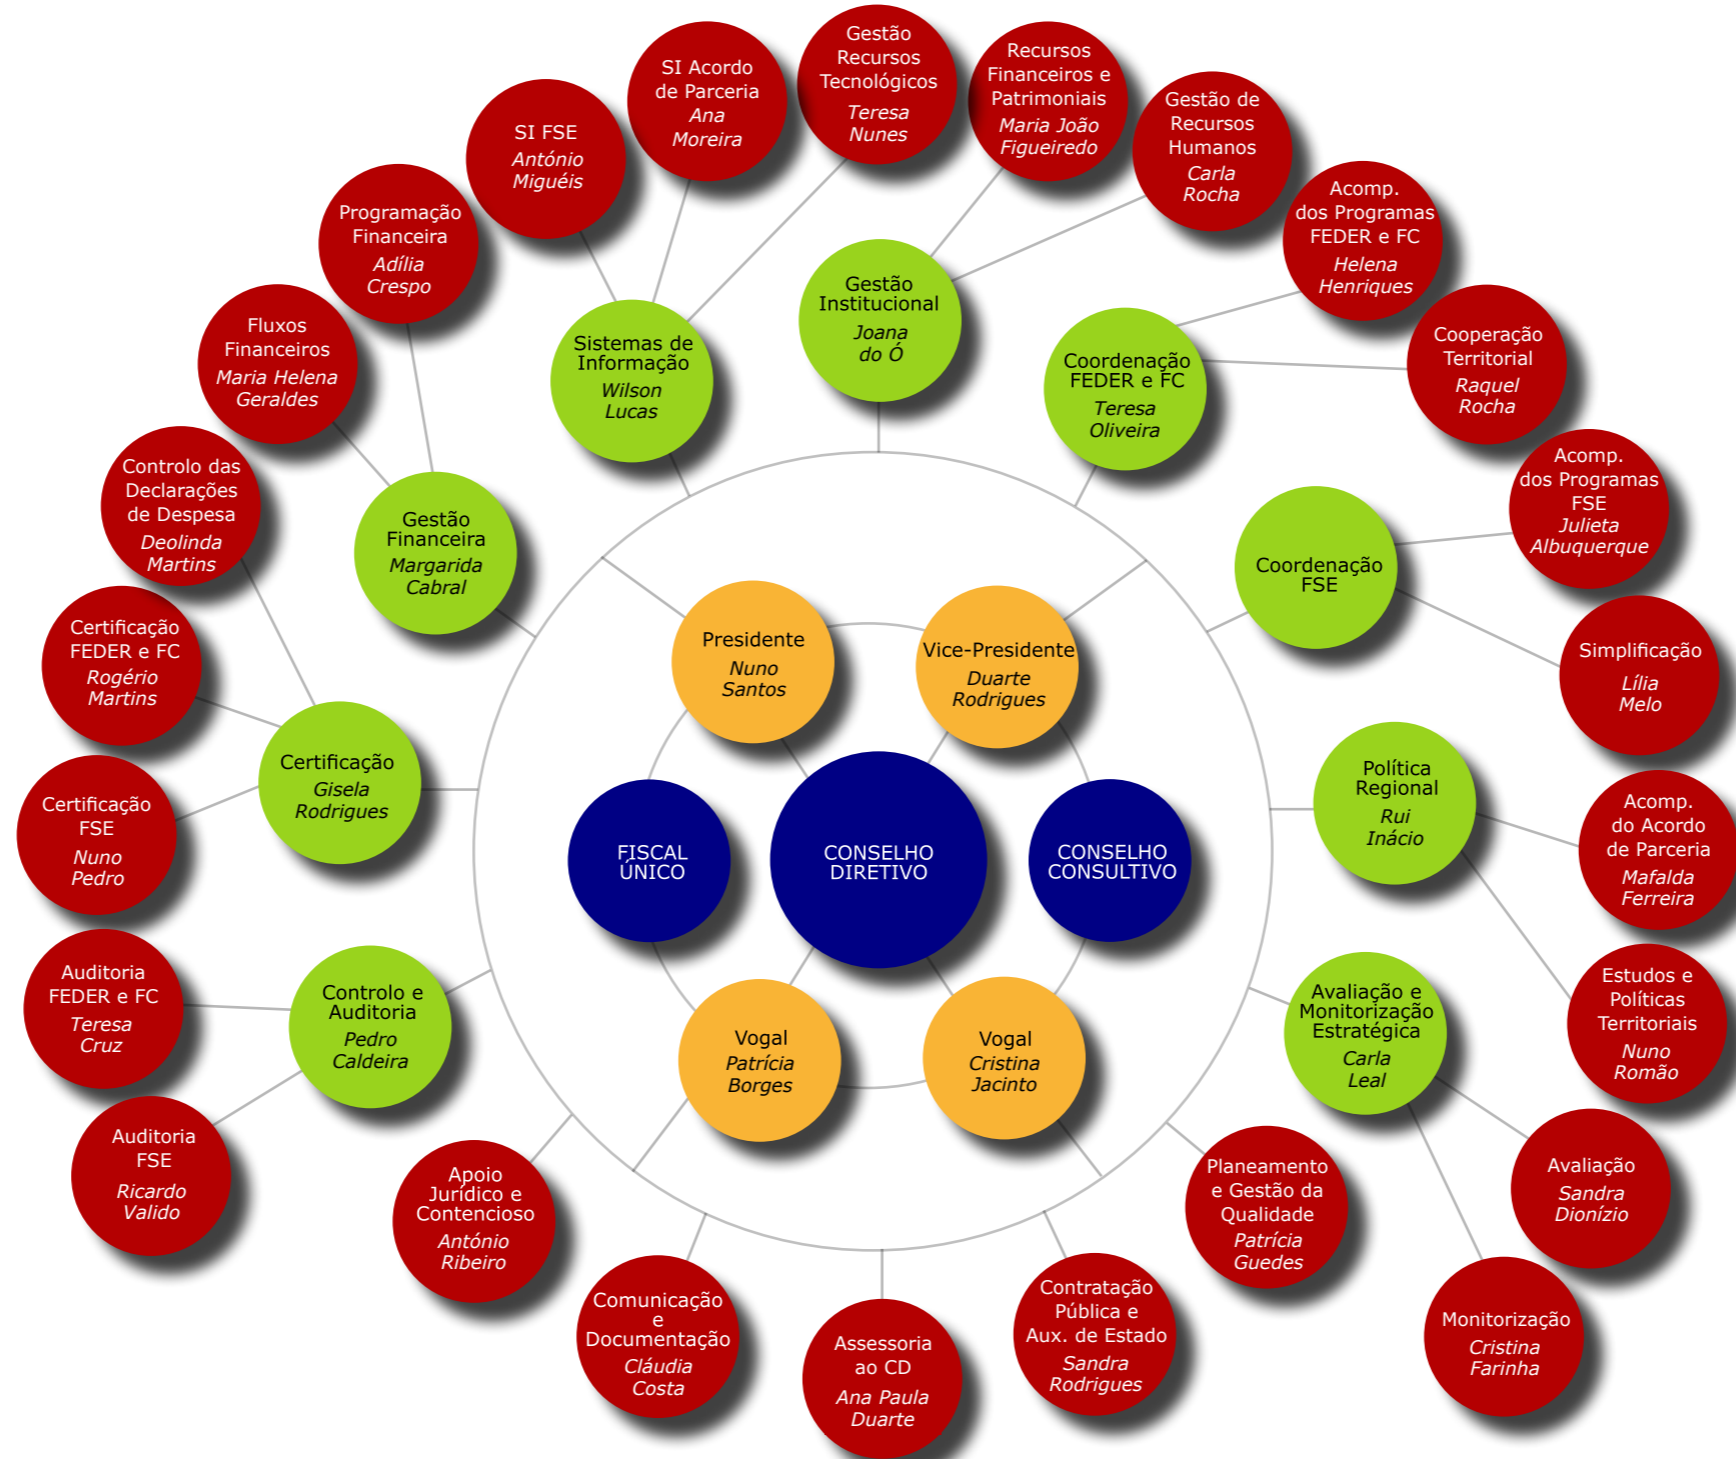 Gestão
Recursos
Tecnológicos
Teresa
Nunes
Recursos
Financeiros e
Patrimoniais
Maria João
Figueiredo
SI Acordo
de Parceria
Ana
Moreira
Gestão de
Recursos
Humanos
Carla
Rocha
SI FSE
António
Miguéis
Acomp.
dos Programas
FEDER e FC
Helena
Henriques
Programação
Financeira
Adília
Crespo
Gestão
Institucional
Joana
do Ó
Fluxos
Financeiros
Maria Helena
Geraldes
Sistemas de
Informação
Wilson
Lucas
Coordenação
FEDER e FC
Teresa
Oliveira
Cooperação
Territorial
Raquel
Rocha
Controlo das
Declarações
de Despesa
Deolinda
Martins
Gestão
Financeira
Margarida
Cabral
Coordenação
FSE
Acomp.
dos Programas
FSE
Julieta
Albuquerque
Certificação
FEDER e FC
Rogério
Martins
Presidente
Nuno
Santos
Vice-Presidente
Duarte
Rodrigues
Simplificação
Lília
Melo
Certificação
Gisela
Rodrigues
Política
Regional
Rui
Inácio
Certificação
FSE
Nuno
Pedro
FISCAL
ÚNICO
CONSELHO
DIRETIVO
CONSELHO
CONSULTIVO
Acomp.
do Acordo
de Parceria
Mafalda
Ferreira
Auditoria
FEDER e FC
Teresa
Cruz
Controlo e
Auditoria
Pedro
Caldeira
Vogal
Patrícia
Borges
Vogal
Cristina
Jacinto
Avaliação e
Monitorização
Estratégica
Carla
Leal
Estudos e
Políticas
Territoriais
Nuno
Romão
Auditoria
FSE
Ricardo
Valido
Apoio
Jurídico e
Contencioso
António
Ribeiro
Planeamento
e Gestão da
Qualidade
Patrícia
Guedes
Avaliação
Sandra
Dionízio
Comunicação
e
Documentação
Cláudia
Costa
Assessoria
ao CD
Ana Paula
Duarte
Contratação
Pública e
Aux. de Estado
Sandra
Rodrigues
Monitorização
Cristina
Farinha